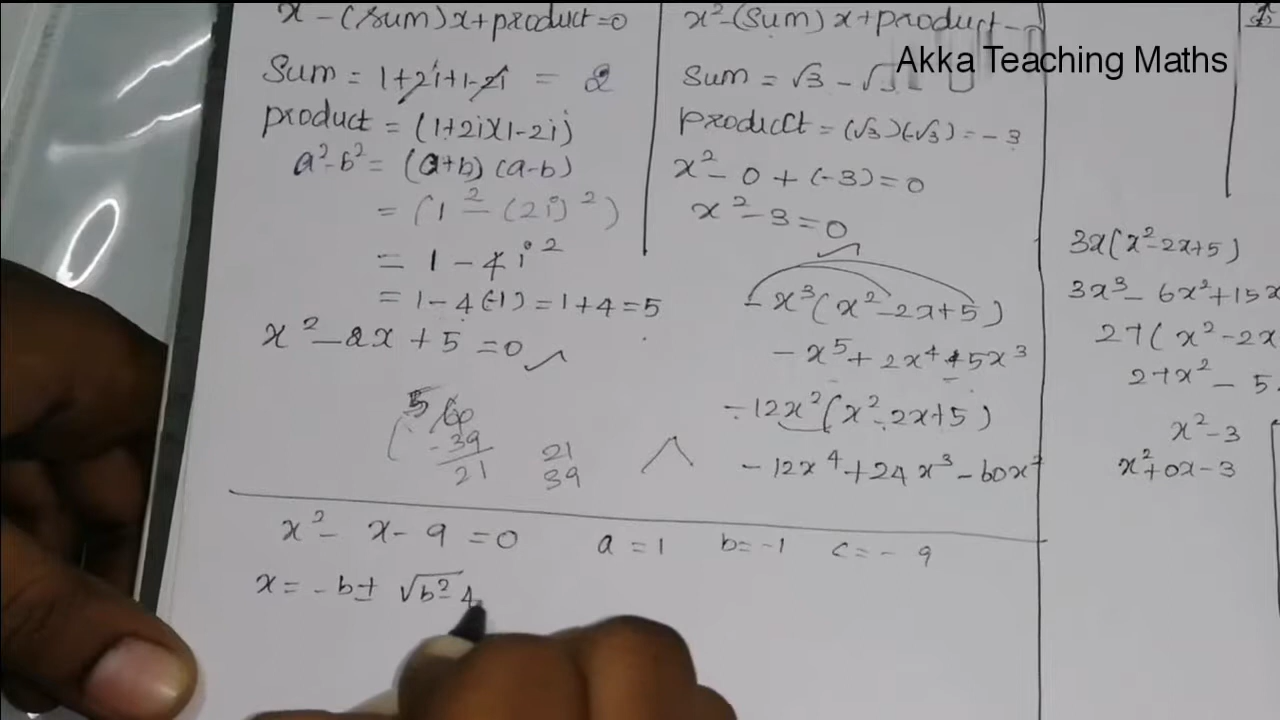 x - (sum)x + product = 0
Sum = 1+2i+1-2i = 2
product = (1+2i)(1-2i)
a²-b² = (a+b) (a-b)
= (1² - (2i)²)
= 1 - 4i²
= 1 - 4(-1) = 1+4 = 5
x² - 2x + 5 = 0
5/60
-39
21
21
39
x² - (sum) x + product -
Akka Teaching Maths
Sum = √3 - √3
product = (√3)(√3) = -3
x² - 0 + (-3) = 0
x² - 3 = 0
- x³(x² - 2x + 5)
- x⁵ + 2x⁴ + 5x³
- 12x²(x² - 2x + 5)
- 12x⁴ + 24x³ - 60x²
3x(x² - 2x + 5)
3x³ - 6x² + 15x
27(x² - 2x
27x² - 5
x² - 3
x² + 0x - 3
x² - x - 9 = 0 a = 1 b = -1 c = - 9
x = - b ± √b² - 4